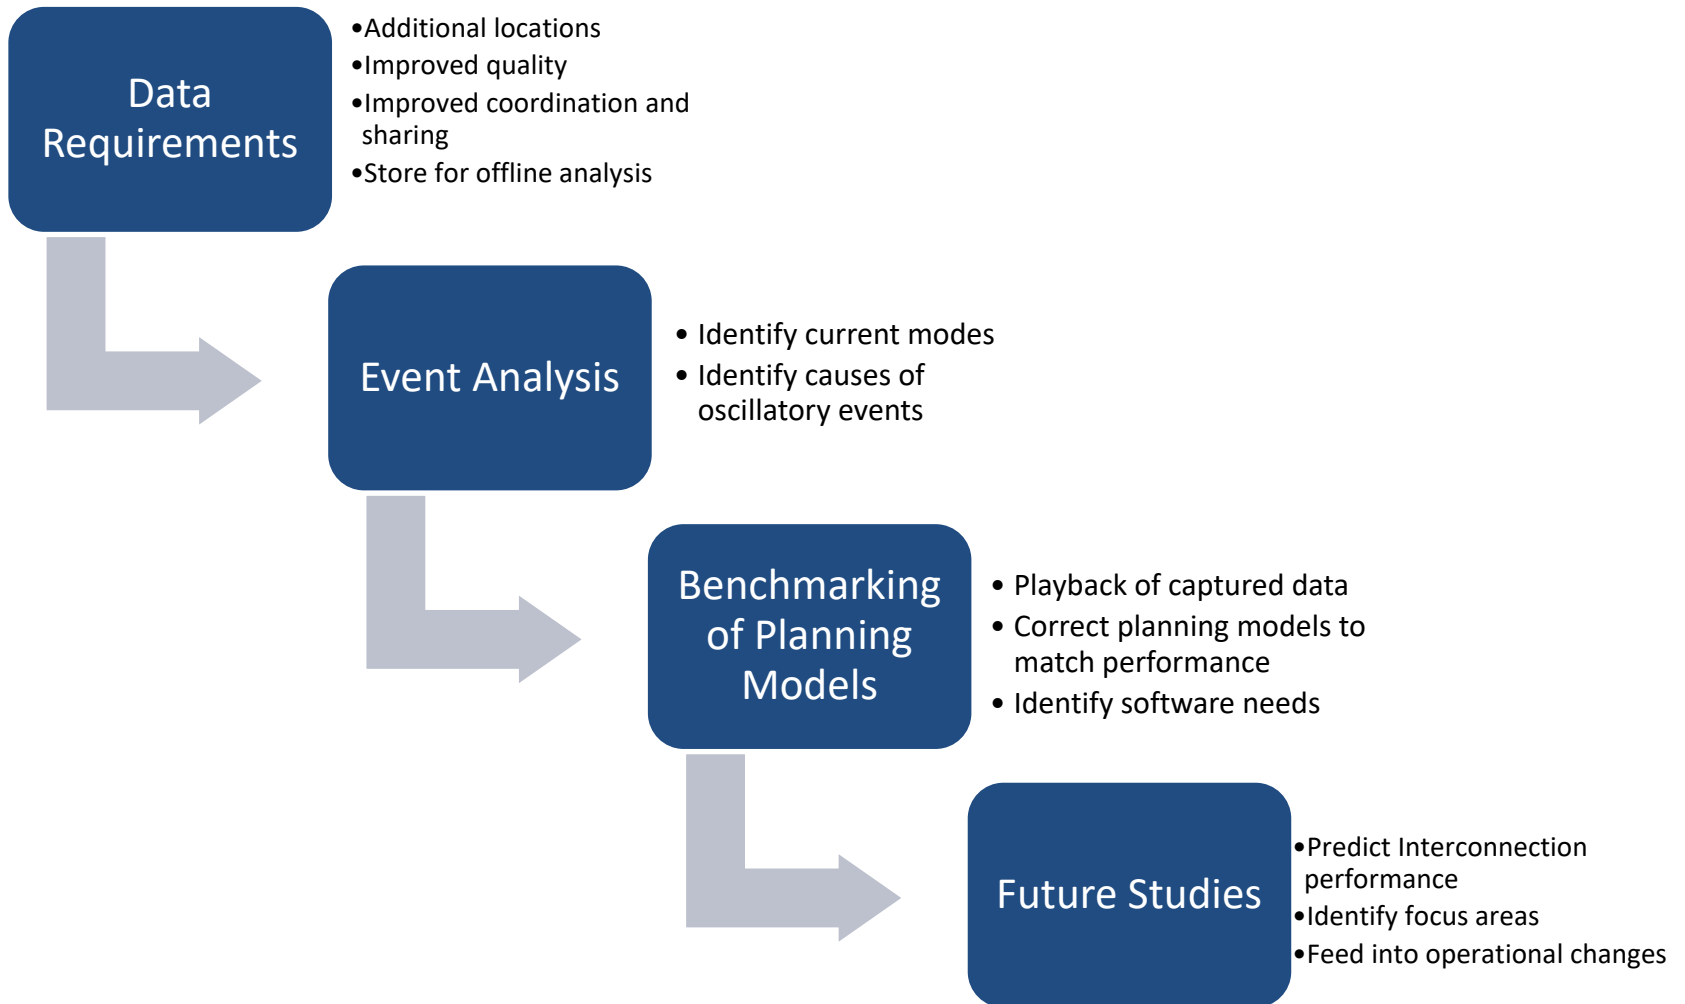 Data
Requirements
•Additional locations
•Improved quality
•Improved coordination and
sharing
•Store for offline analysis
Event Analysis
• Identify current modes
• Identify causes of
oscillatory events
Benchmarking
of Planning
Models
• Playback of captured data
• Correct planning models to
match performance
• Identify software needs
Future Studies
•Predict Interconnection
performance
•Identify focus areas
•Feed into operational changes